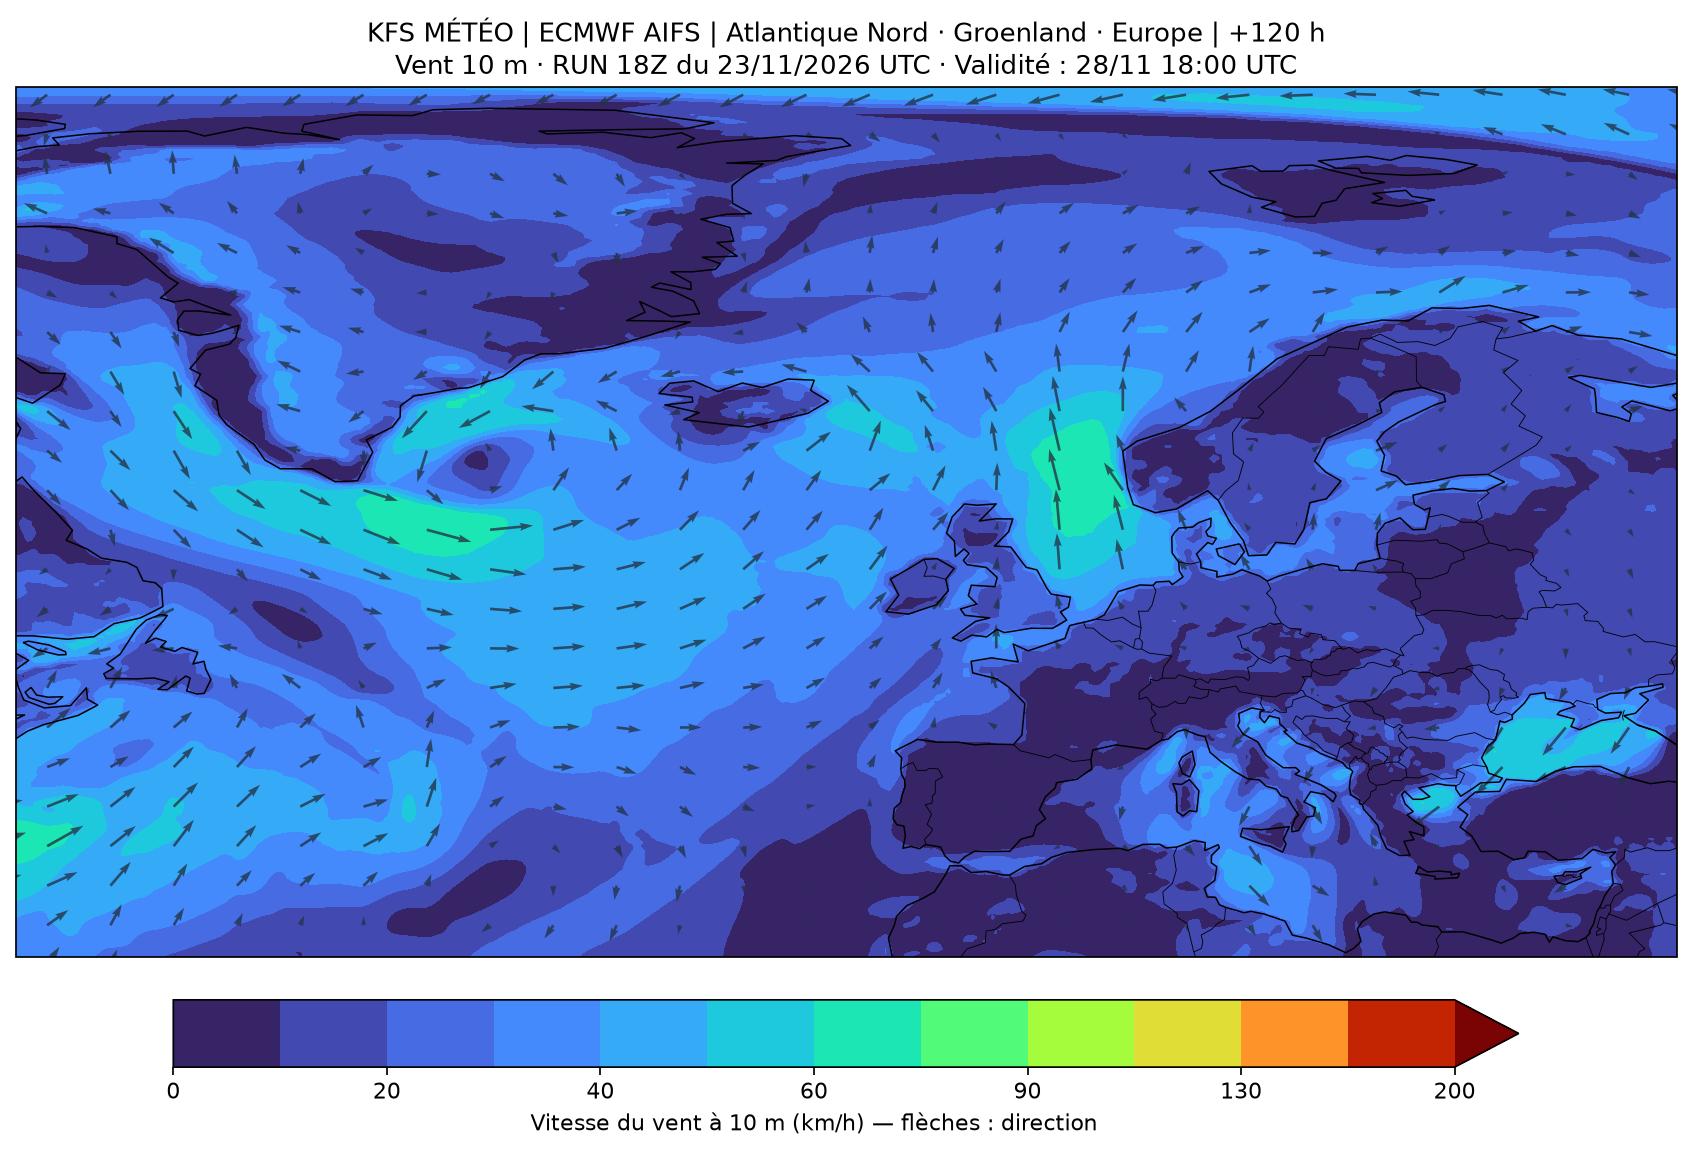 KFS MÉTÉO | ECMWF AIFS | Atlantique Nord · Groenland · Europe | +120 h
Vent 10 m · RUN 18Z du 23/11/2026 UTC · Validité : 28/11 18:00 UTC
0 20 40 60 90 130 200
Vitesse du vent à 10 m (km/h) — flèches : direction